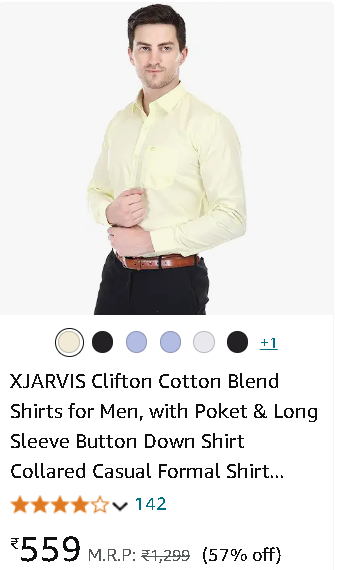 +1
XJARVIS Clifton Cotton Blend
Shirts for Men, with Poket & Long
Sleeve Button Down Shirt
Collared Casual Formal Shirt...
142
₹559 M.R.P: ₹1,299 (57% off)